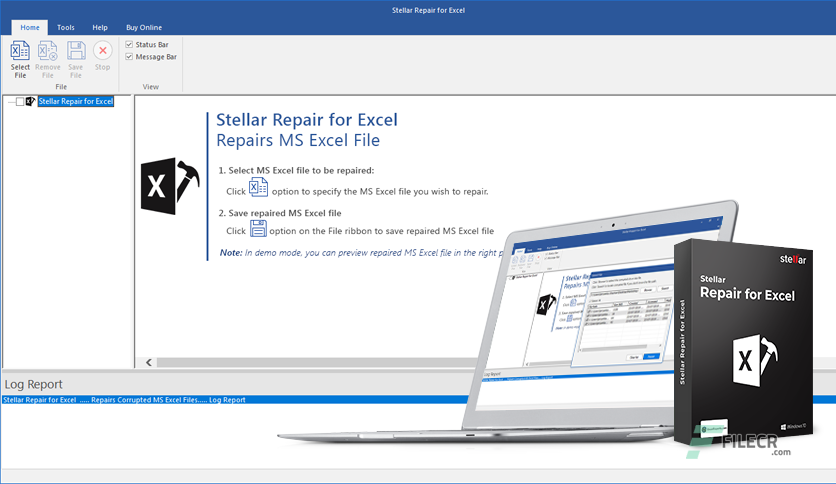 Stellar Repair for Excel
Home Tools Help Buy Online
Select File
Remove File
Save File
Stop
Status Bar
Message Bar
File
View
Stellar Repair for Excel
Stellar Repair for Excel
Repairs MS Excel File
1. Select MS Excel file to be repaired:
Click option to specify the MS Excel file you wish to repair.
2. Save repaired MS Excel file
Click option on the File ribbon to save repaired MS Excel file
Note: In demo mode, you can preview repaired MS Excel file in the right p
X
Log Report
Stellar Repair for Excel ..... Repairs Corrupted MS Excel Files..... Log Report
stellar
Stellar
Repair for Excel
Stellar Repair for Excel
X
Windows 10
FILECR
.com